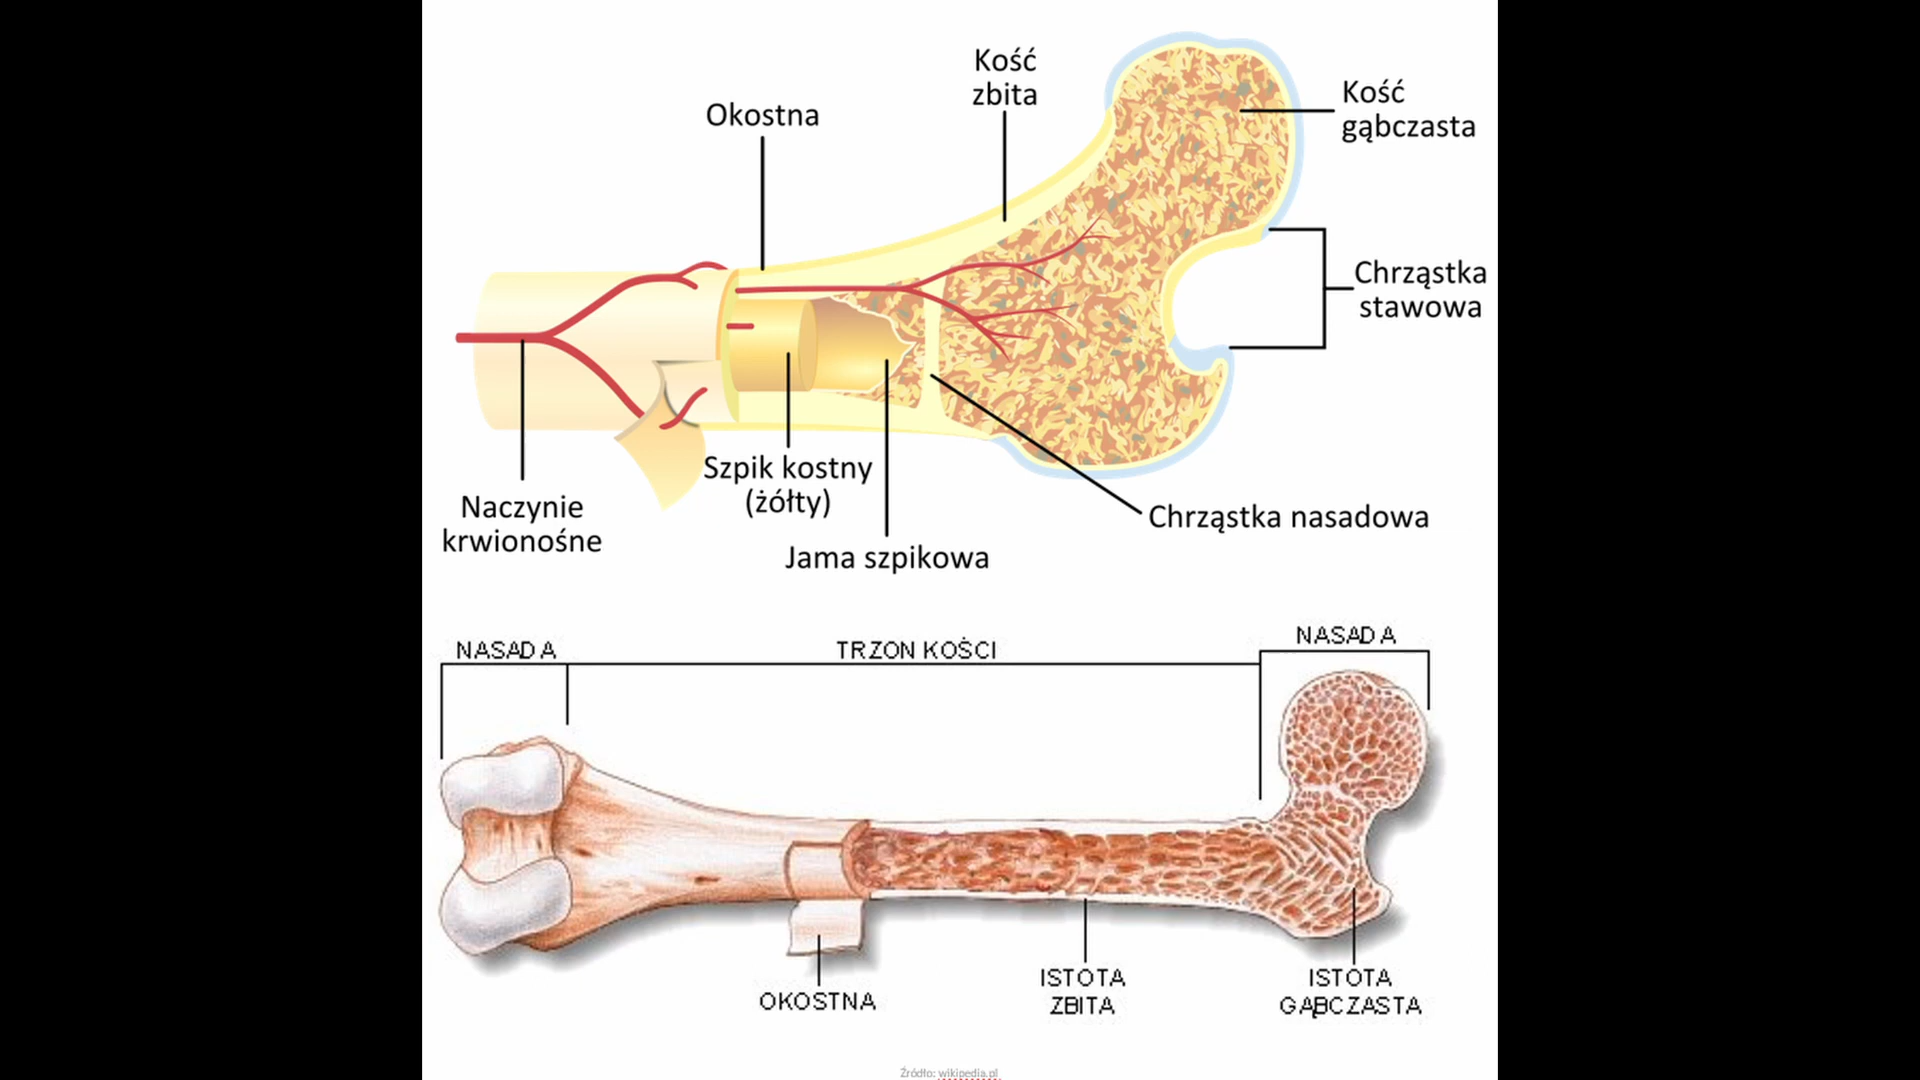 Kość
zbita
Kość
gąbczasta
Okostna
Chrząstka
stawowa
Szpik kostny
(żółty)
Naczynie
krwionośne
Chrząstka nasadowa
Jama szpikowa
NASADA
TRZON KOŚCI
NASADA
OKOSTNA
ISTOTA
ZBITA
ISTOTA
GĄBCZASTA
Źródło: wikipedia.pl